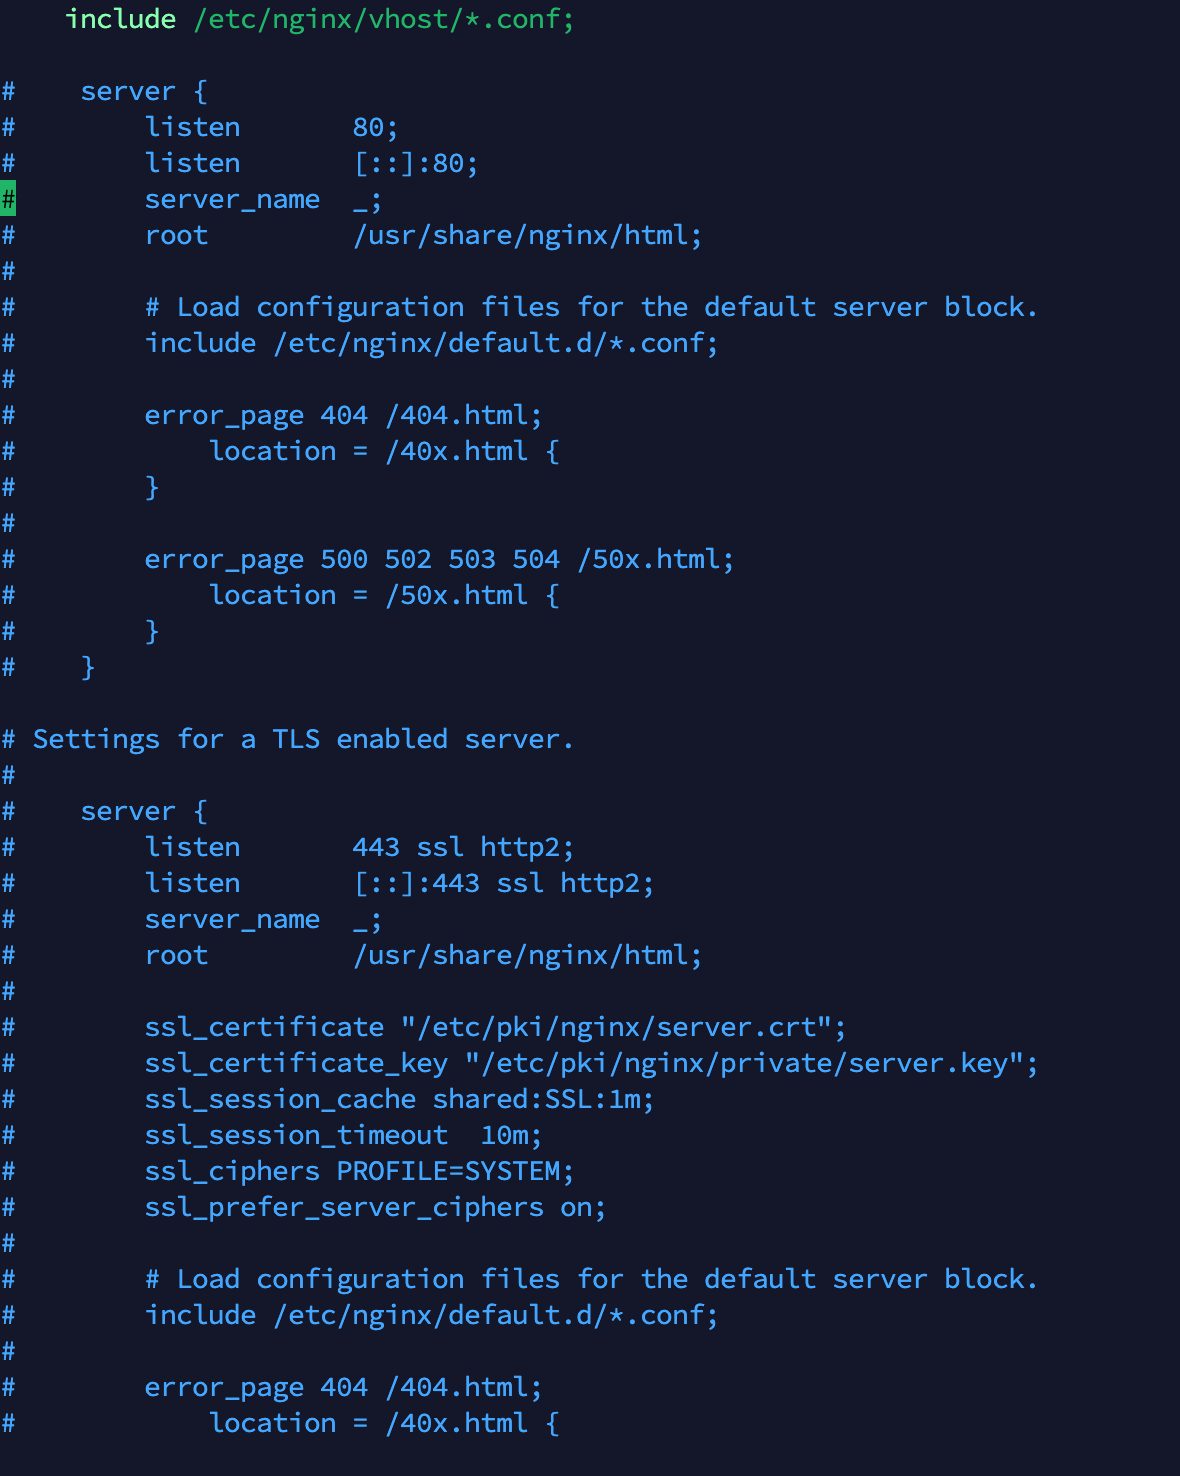 include /etc/nginx/vhost/*.conf;

#    server {
#        listen       80;
#        listen       [::]:80;
#        server_name  _;
#        root         /usr/share/nginx/html;
#
#        # Load configuration files for the default server block.
#        include /etc/nginx/default.d/*.conf;
#
#        error_page 404 /404.html;
#            location = /40x.html {
#        }
#
#        error_page 500 502 503 504 /50x.html;
#            location = /50x.html {
#        }
#    }

# Settings for a TLS enabled server.
#
#    server {
#        listen       443 ssl http2;
#        listen       [::]:443 ssl http2;
#        server_name  _;
#        root         /usr/share/nginx/html;
#
#        ssl_certificate "/etc/pki/nginx/server.crt";
#        ssl_certificate_key "/etc/pki/nginx/private/server.key";
#        ssl_session_cache shared:SSL:1m;
#        ssl_session_timeout  10m;
#        ssl_ciphers PROFILE=SYSTEM;
#        ssl_prefer_server_ciphers on;
#
#        # Load configuration files for the default server block.
#        include /etc/nginx/default.d/*.conf;
#
#        error_page 404 /404.html;
#            location = /40x.html {